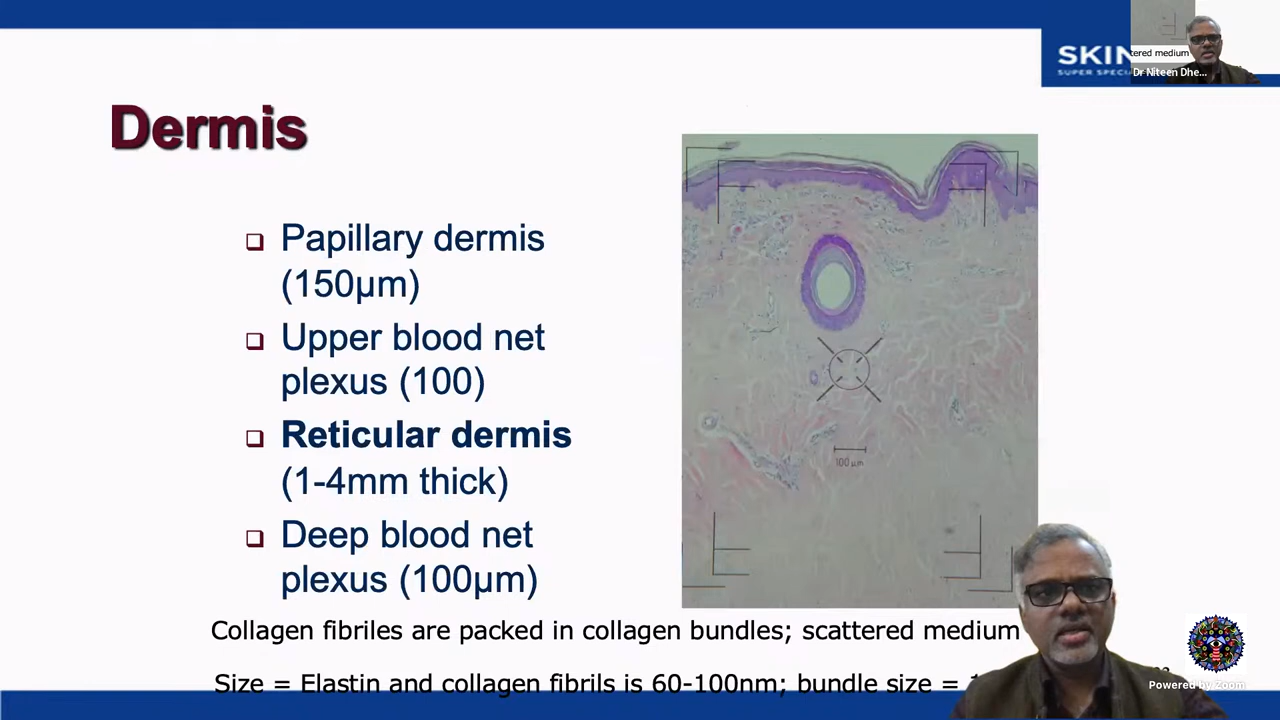 SKIN
SUPER SPECI
tered medium
Dr Niteen Dhe...
Dermis
Papillary dermis
(150µm)
Upper blood net
plexus (100)
Reticular dermis
(1-4mm thick)
Deep blood net
plexus (100µm)
100 µm
Collagen fibriles are packed in collagen bundles; scattered medium
Size = Elastin and collagen fibrils is 60-100nm; bundle size =
Powered by Zoom